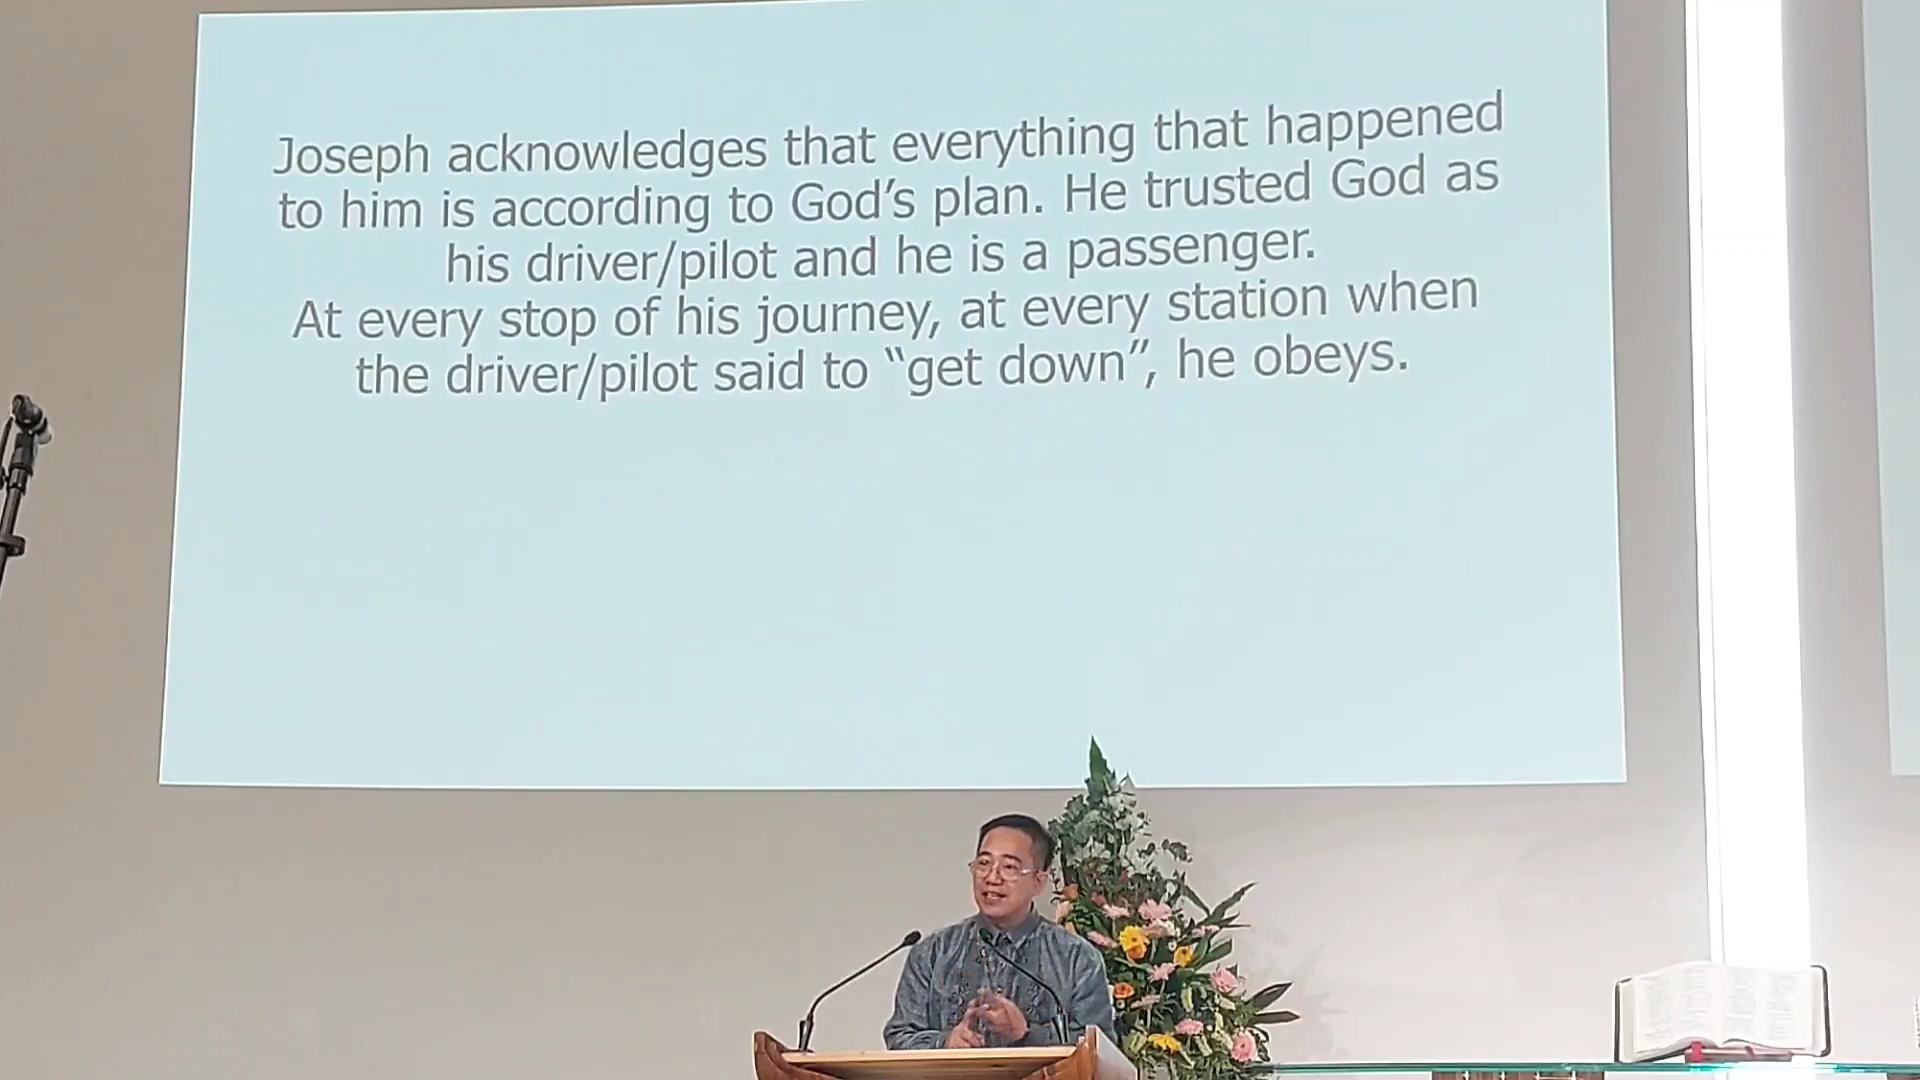 Joseph acknowledges that everything that happened
to him is according to God's plan. He trusted God as
his driver/pilot and he is a passenger.
At every stop of his journey, at every station when
the driver/pilot said to “get down”, he obeys.